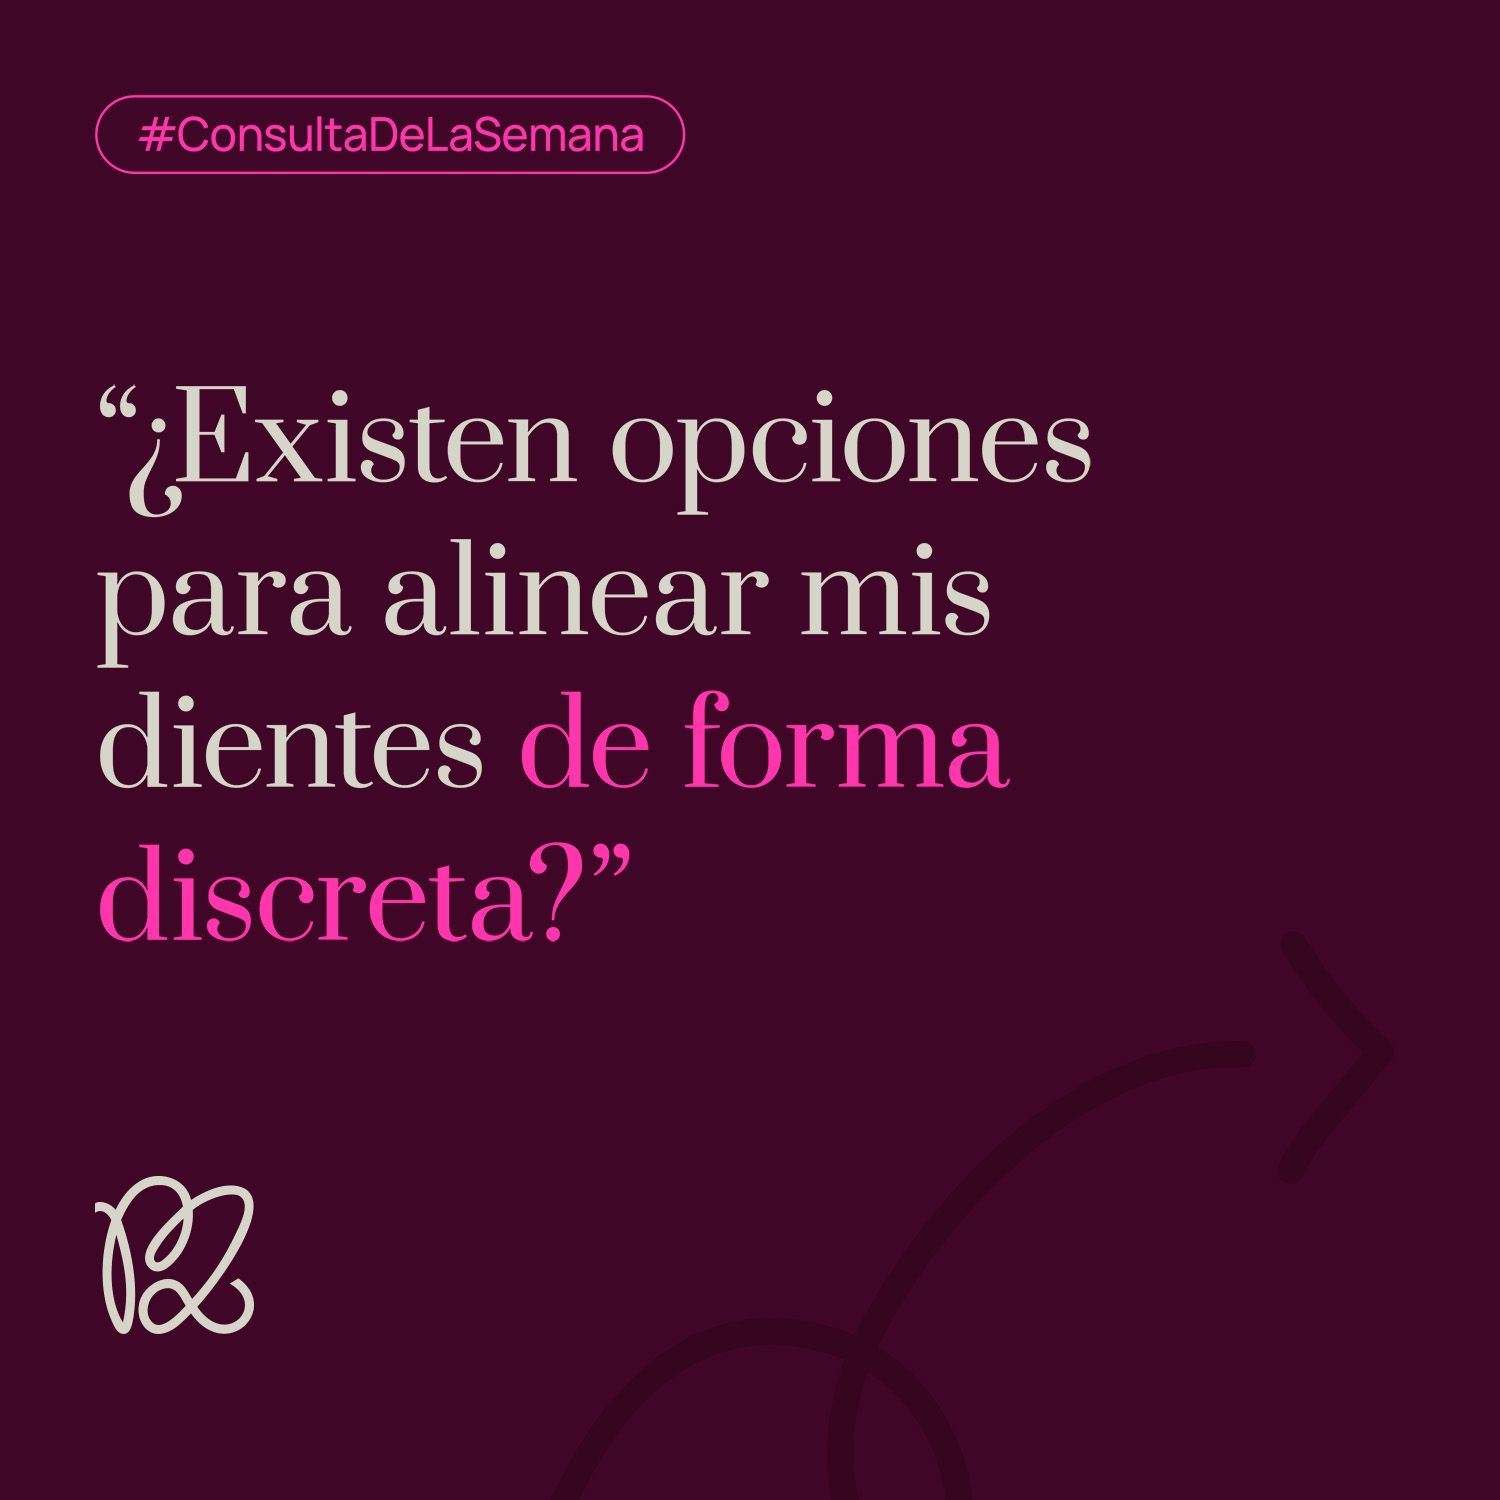 #ConsultaDeLaSemana
“¿Existen opciones
para alinear mis
dientes de forma
discreta?”